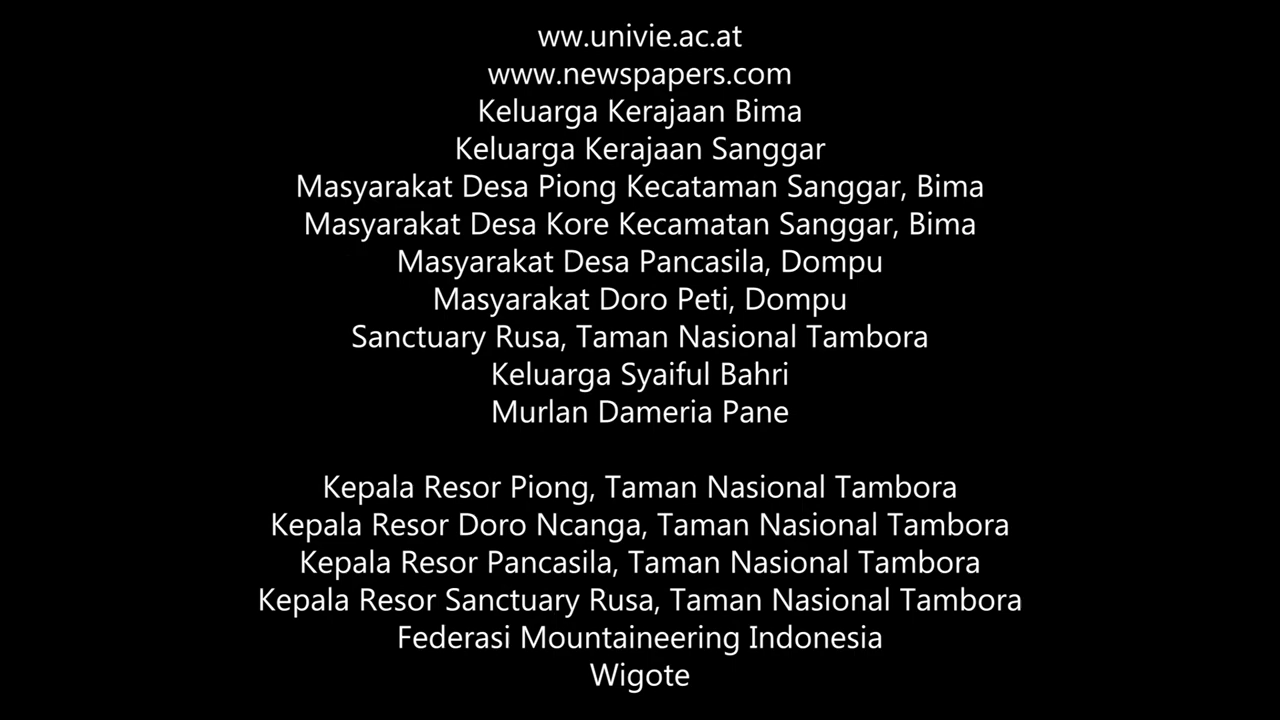 ww.univie.ac.at
www.newspapers.com
Keluarga Kerajaan Bima
Keluarga Kerajaan Sanggar
Masyarakat Desa Piong Kecataman Sanggar, Bima
Masyarakat Desa Kore Kecamatan Sanggar, Bima
Masyarakat Desa Pancasila, Dompu
Masyarakat Doro Peti, Dompu
Sanctuary Rusa, Taman Nasional Tambora
Keluarga Syaiful Bahri
Murlan Dameria Pane
Kepala Resor Piong, Taman Nasional Tambora
Kepala Resor Doro Ncanga, Taman Nasional Tambora
Kepala Resor Pancasila, Taman Nasional Tambora
Kepala Resor Sanctuary Rusa, Taman Nasional Tambora
Federasi Mountaineering Indonesia
Wigote